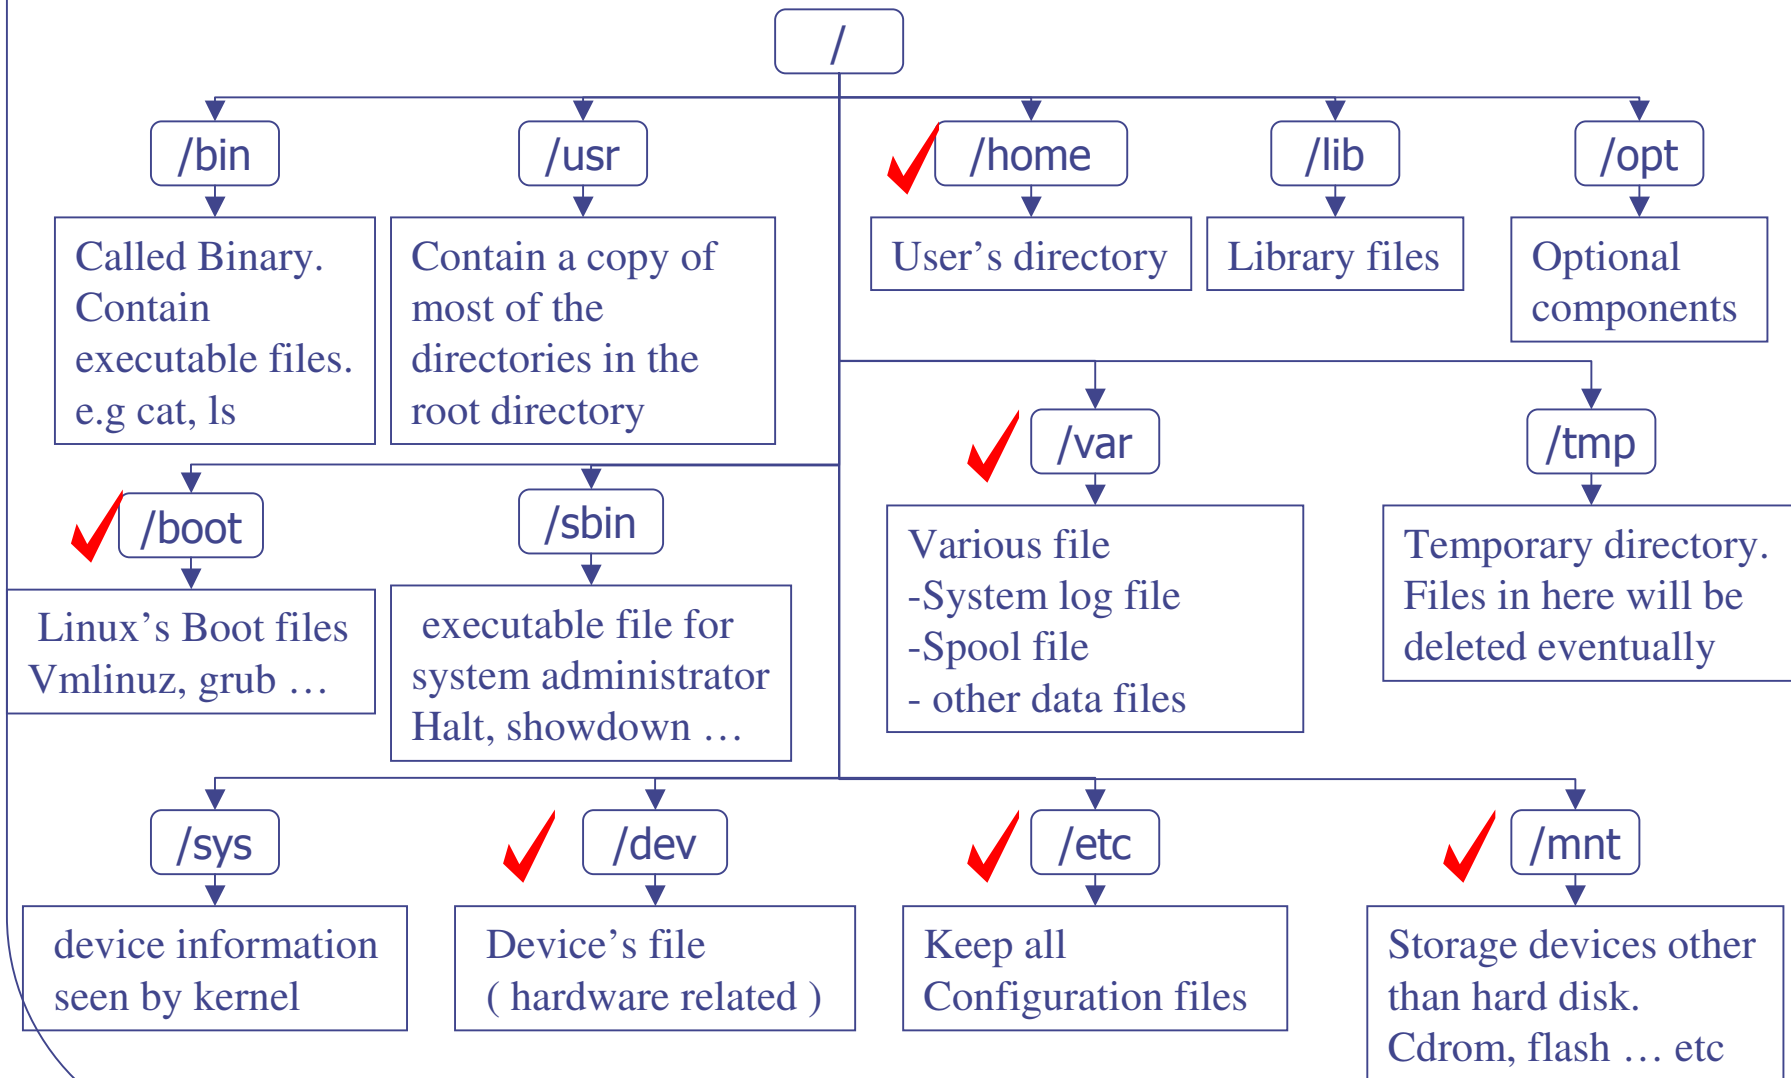 /
/bin
/usr
/home
/lib
/opt
Called Binary.
Contain
executable files.
e.g cat, ls
Contain a copy of
most of the
directories in the
root directory
User’s directory
Library files
Optional
components
/var
/tmp
/boot
/sbin
Various file
-System log file
-Spool file
- other data files
Temporary directory.
Files in here will be
deleted eventually
Linux’s Boot files
Vmlinuz, grub …
executable file for
system administrator
Halt, showdown …
/sys
/dev
/etc
/mnt
device information
seen by kernel
Device’s file
( hardware related )
Keep all
Configuration files
Storage devices other
than hard disk.
Cdrom, flash … etc